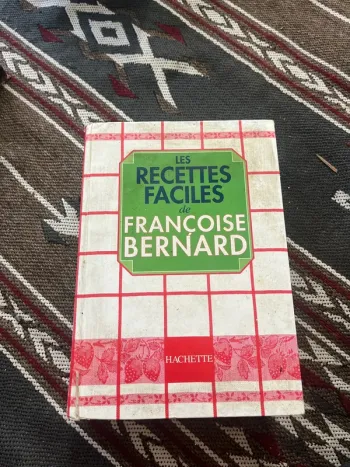 LES
RECETTES
FACILES
de
FRANÇOISE
BERNARD
HACHETTE